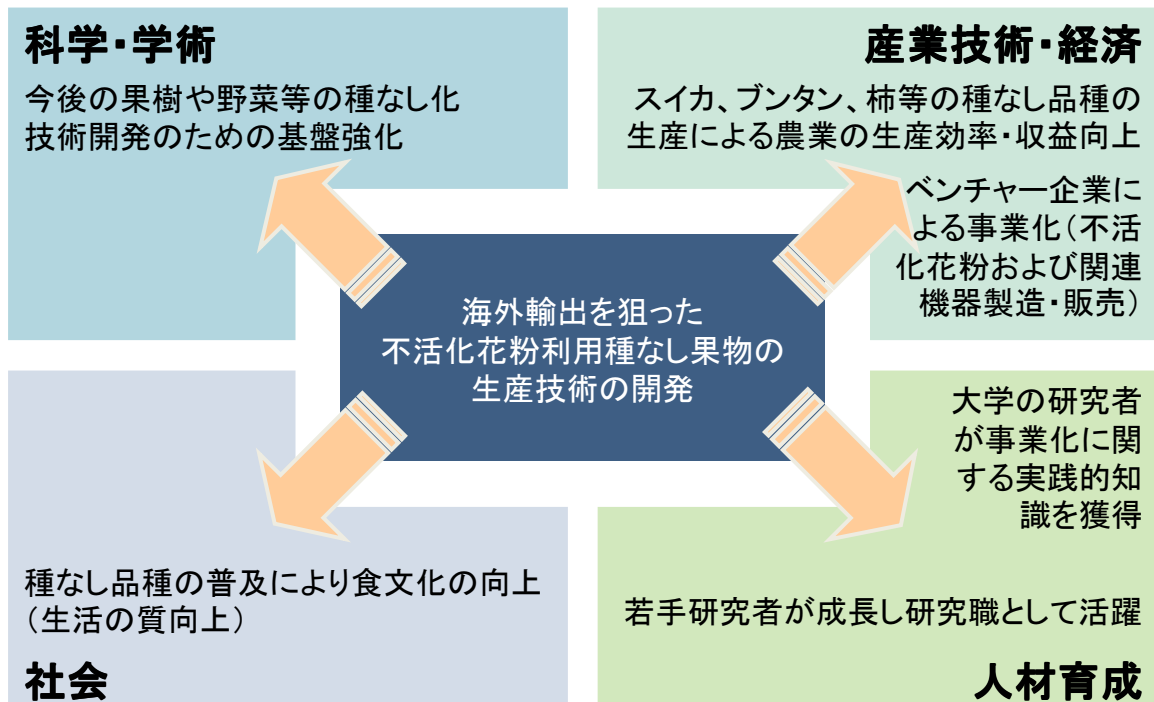 科学・学術
今後の果樹や野菜等の種なし化
技術開発のための基盤強化
産業技術・経済
スイカ、ブンタン、柿等の種なし品種の
生産による農業の生産効率・収益向上
ベンチャー企業に
よる事業化（不活
化花粉および関連
機器製造・販売）
海外輸出を狙った
不活化花粉利用種なし果物の
生産技術の開発
種なし品種の普及により食文化の向上
（生活の質向上）
社会
大学の研究者
が事業化に関
する実践的知
識を獲得
若手研究者が成長し研究職として活躍
人材育成